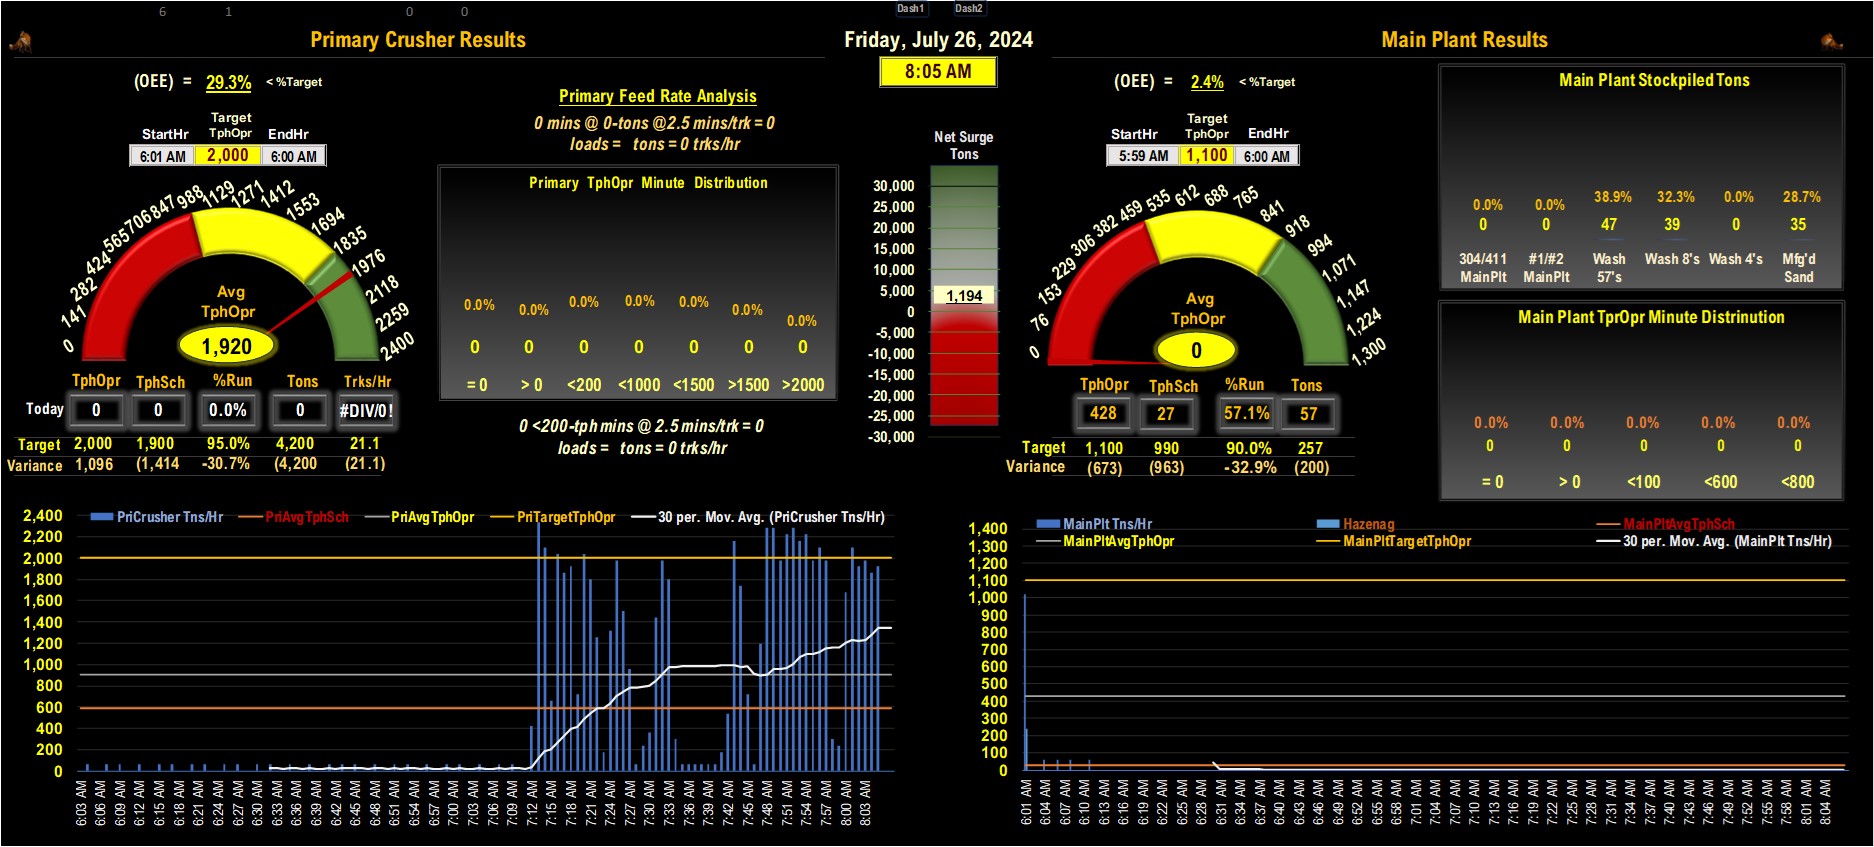 6 1 0 0 Dash1 Dash2
Primary Crusher Results
Friday, July 26, 2024
Main Plant Results
8:05 AM
(OEE) = 29.3% < %Target
StartHr Target TphOpr EndHr
6:01 AM 2,000 6:00 AM
0 141 282 424 565 706 847 988 1129 1271 1412 1553 1694 1835 1976 2118 2259 2400
Avg
TphOpr
1,920
TphOpr TphSch %Run Tons Trks/Hr
Today 0 0 0.0% 0 #DIV/0!
Target 2,000 1,900 95.0% 4,200 21.1
Variance 1,096 (1,414 -30.7% (4,200 (21.1)
Primary Feed Rate Analysis
0 mins @ 0-tons @2.5 mins/trk = 0
loads = tons = 0 trks/hr
Primary TphOpr Minute Distribution
0.0% 0.0% 0.0% 0.0% 0.0% 0.0% 0.0%
0 0 0 0 0 0 0
= 0 > 0 <200 <1000 <1500 >1500 >2000
0 <200-tph mins @ 2.5 mins/trk = 0
loads = tons = 0 trks/hr
Net Surge
Tons
30,000
25,000
20,000
15,000
10,000
5,000
1,194
0
-5,000
-10,000
-15,000
-20,000
-25,000
-30,000
(OEE) = 2.4% < %Target
StartHr Target TphOpr EndHr
5:59 AM 1,100 6:00 AM
0 76 153 229 306 382 459 535 612 688 765 841 918 994 1,071 1,147 1,224 1,300
Avg
TphOpr
0
TphOpr TphSch %Run Tons
428 27 57.1% 57
Target 1,100 990 90.0% 257
Variance (673) (963) -32.9% (200)
Main Plant Stockpiled Tons
0.0% 0.0% 38.9% 32.3% 0.0% 28.7%
0 0 47 39 0 35
304/411 #1/#2 Wash Wash 8's Wash 4's Mfg'd
MainPlt MainPlt 57's Sand
Main Plant TprOpr Minute Distrinution
0.0% 0.0% 0.0% 0.0% 0.0%
0 0 0 0 0
= 0 > 0 <100 <600 <800
PriCrusher Tns/Hr PriAvgTphSch PriAvgTphOpr PriTargetTphOpr 30 per. Mov. Avg. (PriCrusher Tns/Hr)
2,400
2,200
2,000
1,800
1,600
1,400
1,200
1,000
800
600
400
200
0
6:03 AM 6:06 AM 6:09 AM 6:12 AM 6:15 AM 6:18 AM 6:21 AM 6:24 AM 6:27 AM 6:30 AM 6:33 AM 6:36 AM 6:39 AM 6:42 AM 6:45 AM 6:48 AM 6:51 AM 6:54 AM 6:57 AM 7:00 AM 7:03 AM 7:06 AM 7:09 AM 7:12 AM 7:15 AM 7:18 AM 7:21 AM 7:24 AM 7:27 AM 7:30 AM 7:33 AM 7:36 AM 7:39 AM 7:42 AM 7:45 AM 7:48 AM 7:51 AM 7:54 AM 7:57 AM 8:00 AM 8:03 AM
MainPlt Tns/Hr Hazenag MainPltAvgTphSch
MainPltAvgTphOpr MainPltTargetTphOpr 30 per. Mov. Avg. (MainPlt Tns/Hr)
1,400
1,300
1,200
1,100
1,000
900
800
700
600
500
400
300
200
100
0
6:01 AM 6:04 AM 6:07 AM 6:10 AM 6:13 AM 6:16 AM 6:19 AM 6:22 AM 6:25 AM 6:28 AM 6:31 AM 6:34 AM 6:37 AM 6:40 AM 6:43 AM 6:46 AM 6:49 AM 6:52 AM 6:55 AM 6:58 AM 7:01 AM 7:04 AM 7:07 AM 7:10 AM 7:13 AM 7:16 AM 7:19 AM 7:22 AM 7:25 AM 7:28 AM 7:31 AM 7:34 AM 7:37 AM 7:40 AM 7:43 AM 7:46 AM 7:49 AM 7:52 AM 7:55 AM 7:58 AM 8:01 AM 8:04 AM